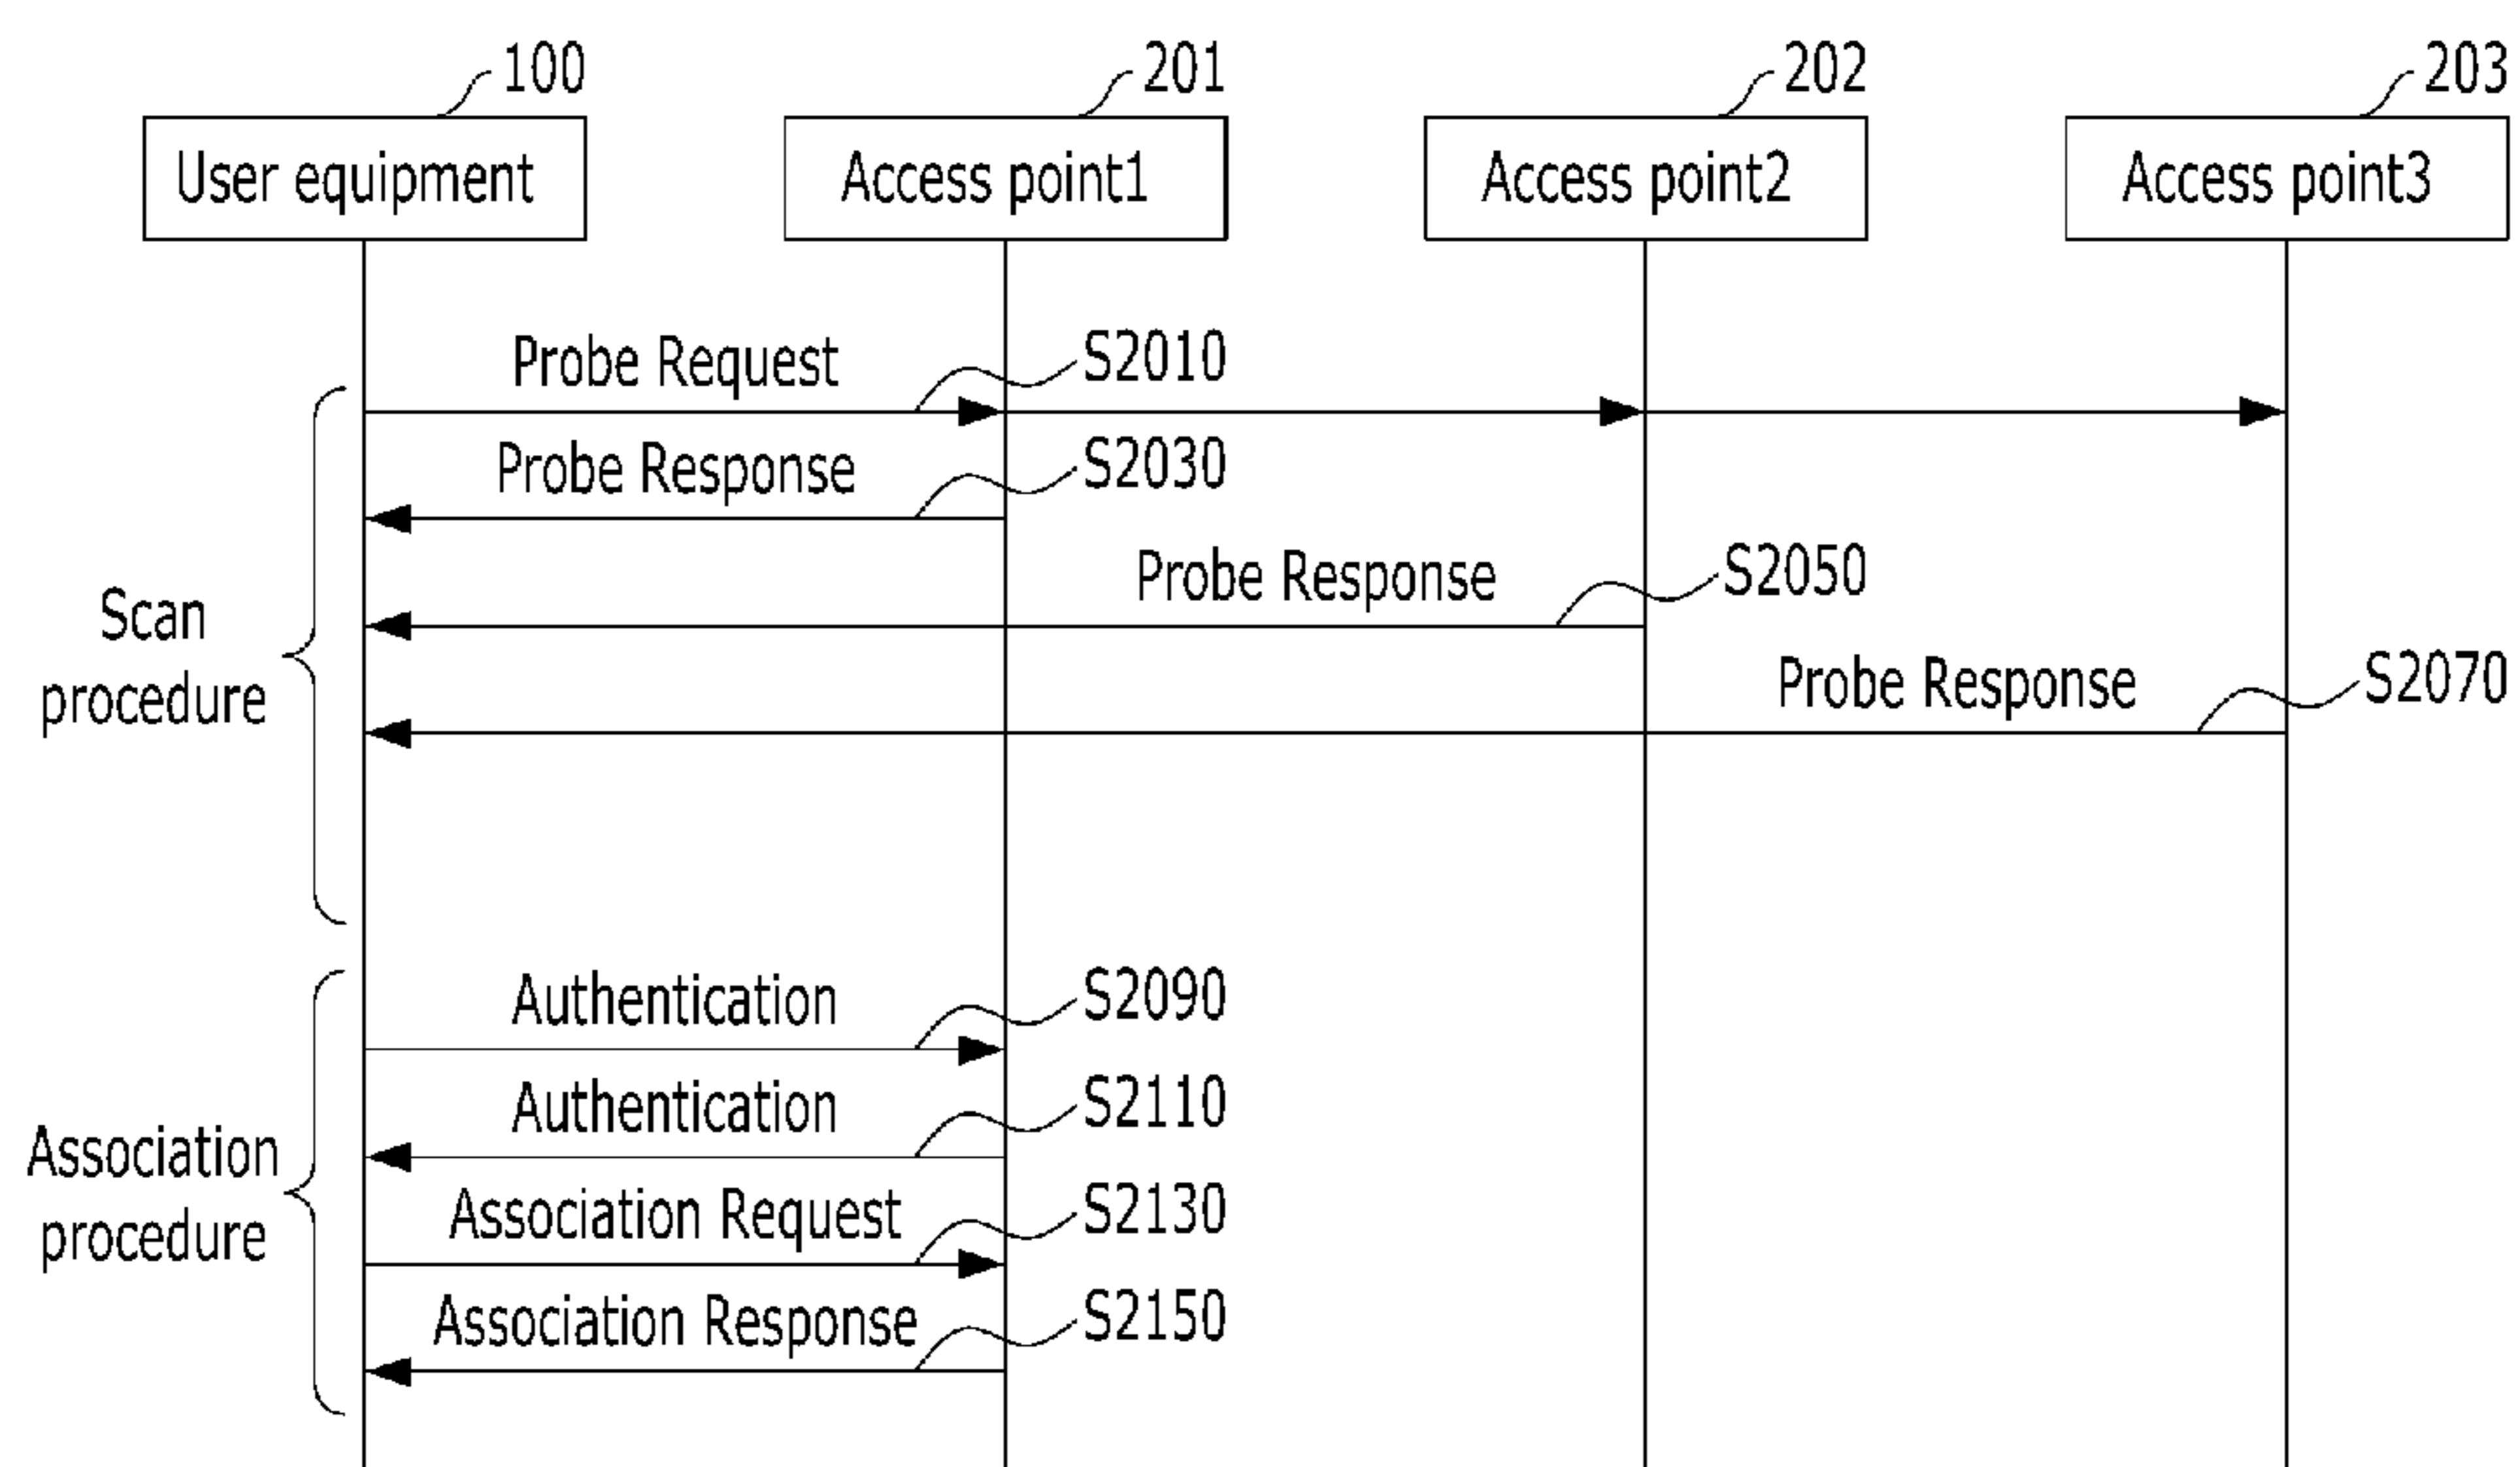 100
201
202
203
User equipment
Access point1
Access point2
Access point3
Probe Request
S2010
Probe Response
S2030
Probe Response
S2050
Probe Response
S2070
Scan
procedure
Authentication
S2090
Authentication
S2110
Association Request
S2130
Association Response
S2150
Association
procedure